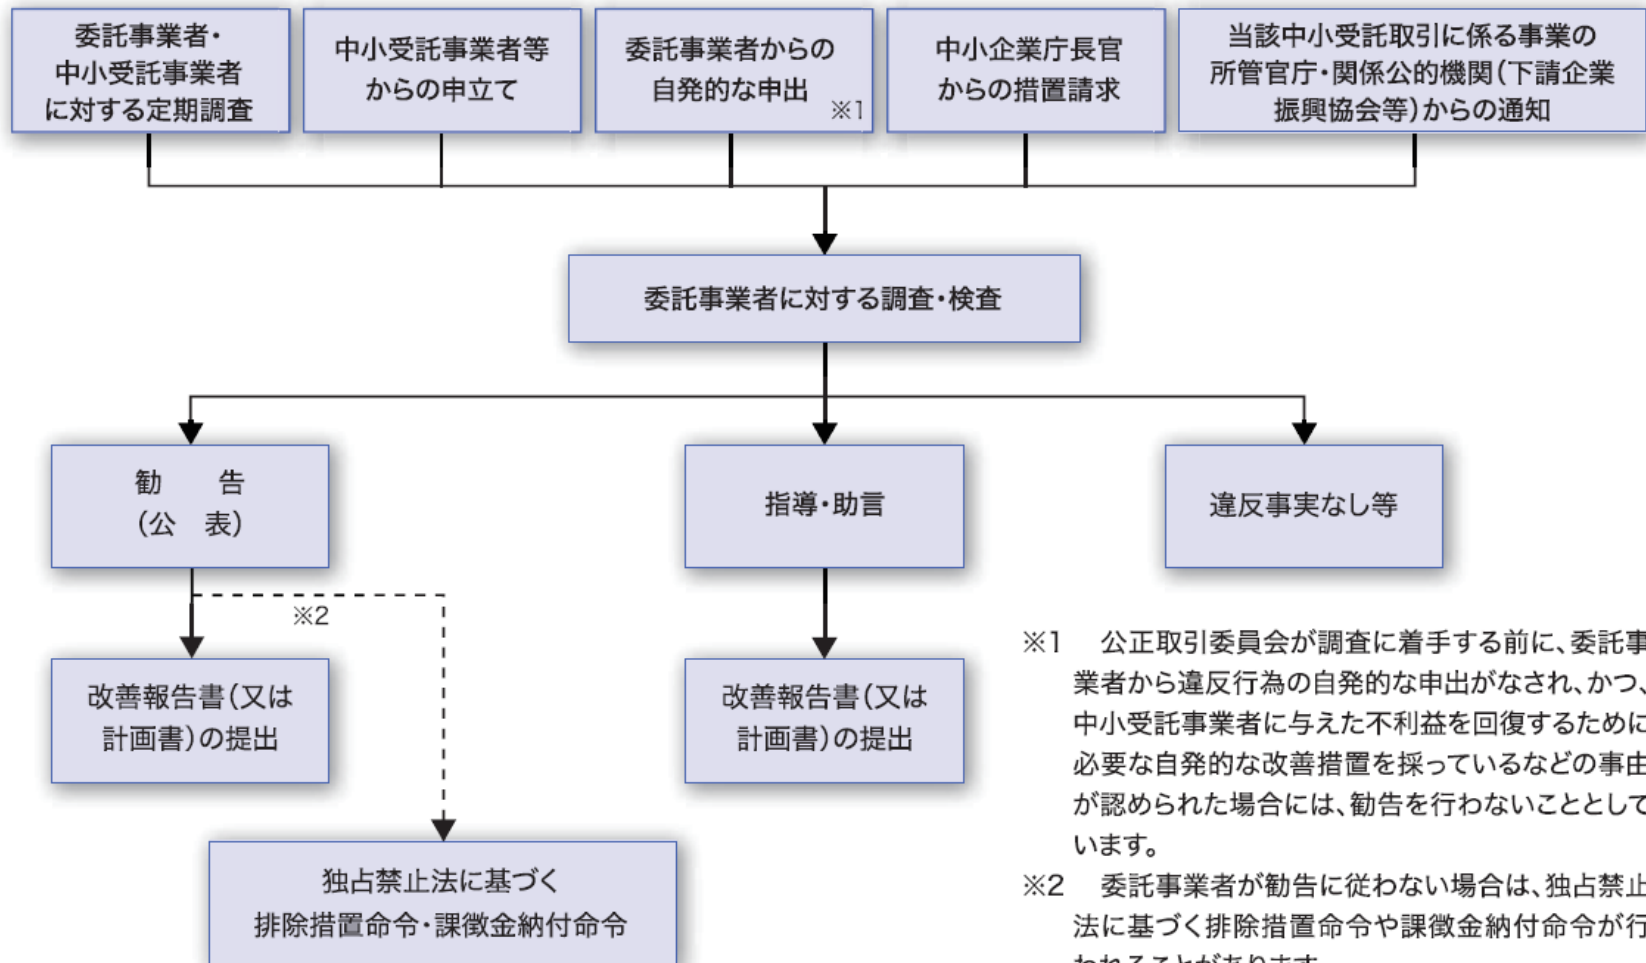 委託事業者・
中小受託事業者
に対する定期調査
中小受託事業者等
からの申立て
委託事業者からの
自発的な申出
※1
中小企業庁長官
からの措置請求
当該中小受託取引に係る事業の
所管官庁・関係公的機関(下請企業
振興協会等)からの通知
委託事業者に対する調査・検査
勧　告
(公　表)
指導・助言
違反事実なし等
※2
改善報告書(又は
計画書)の提出
改善報告書(又は
計画書)の提出
独占禁止法に基づく
排除措置命令・課徴金納付命令
※1　公正取引委員会が調査に着手する前に、委託事
業者から違反行為の自発的な申出がなされ、かつ、
中小受託事業者に与えた不利益を回復するために
必要な自発的な改善措置を採っているなどの事由
が認められた場合には、勧告を行わないこととして
います。
※2　委託事業者が勧告に従わない場合は、独占禁止
法に基づく排除措置命令や課徴金納付命令が行
われることがあります。